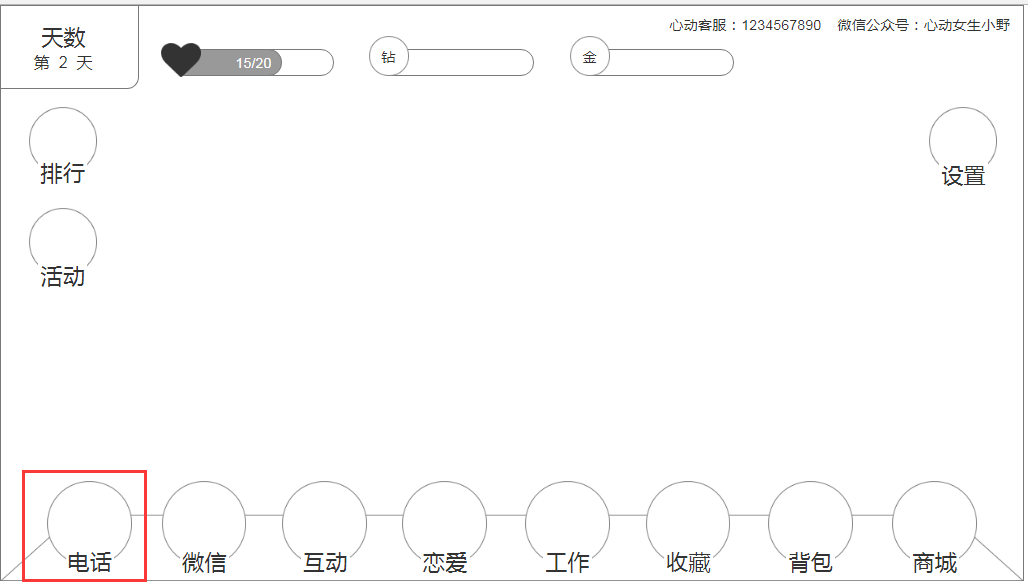 心动客服：1234567890 微信公众号：心动女生小野
天数
第 2 天
15/20
钻
金
排行
设置
活动
电话
微信
互动
恋爱
工作
收藏
背包
商城